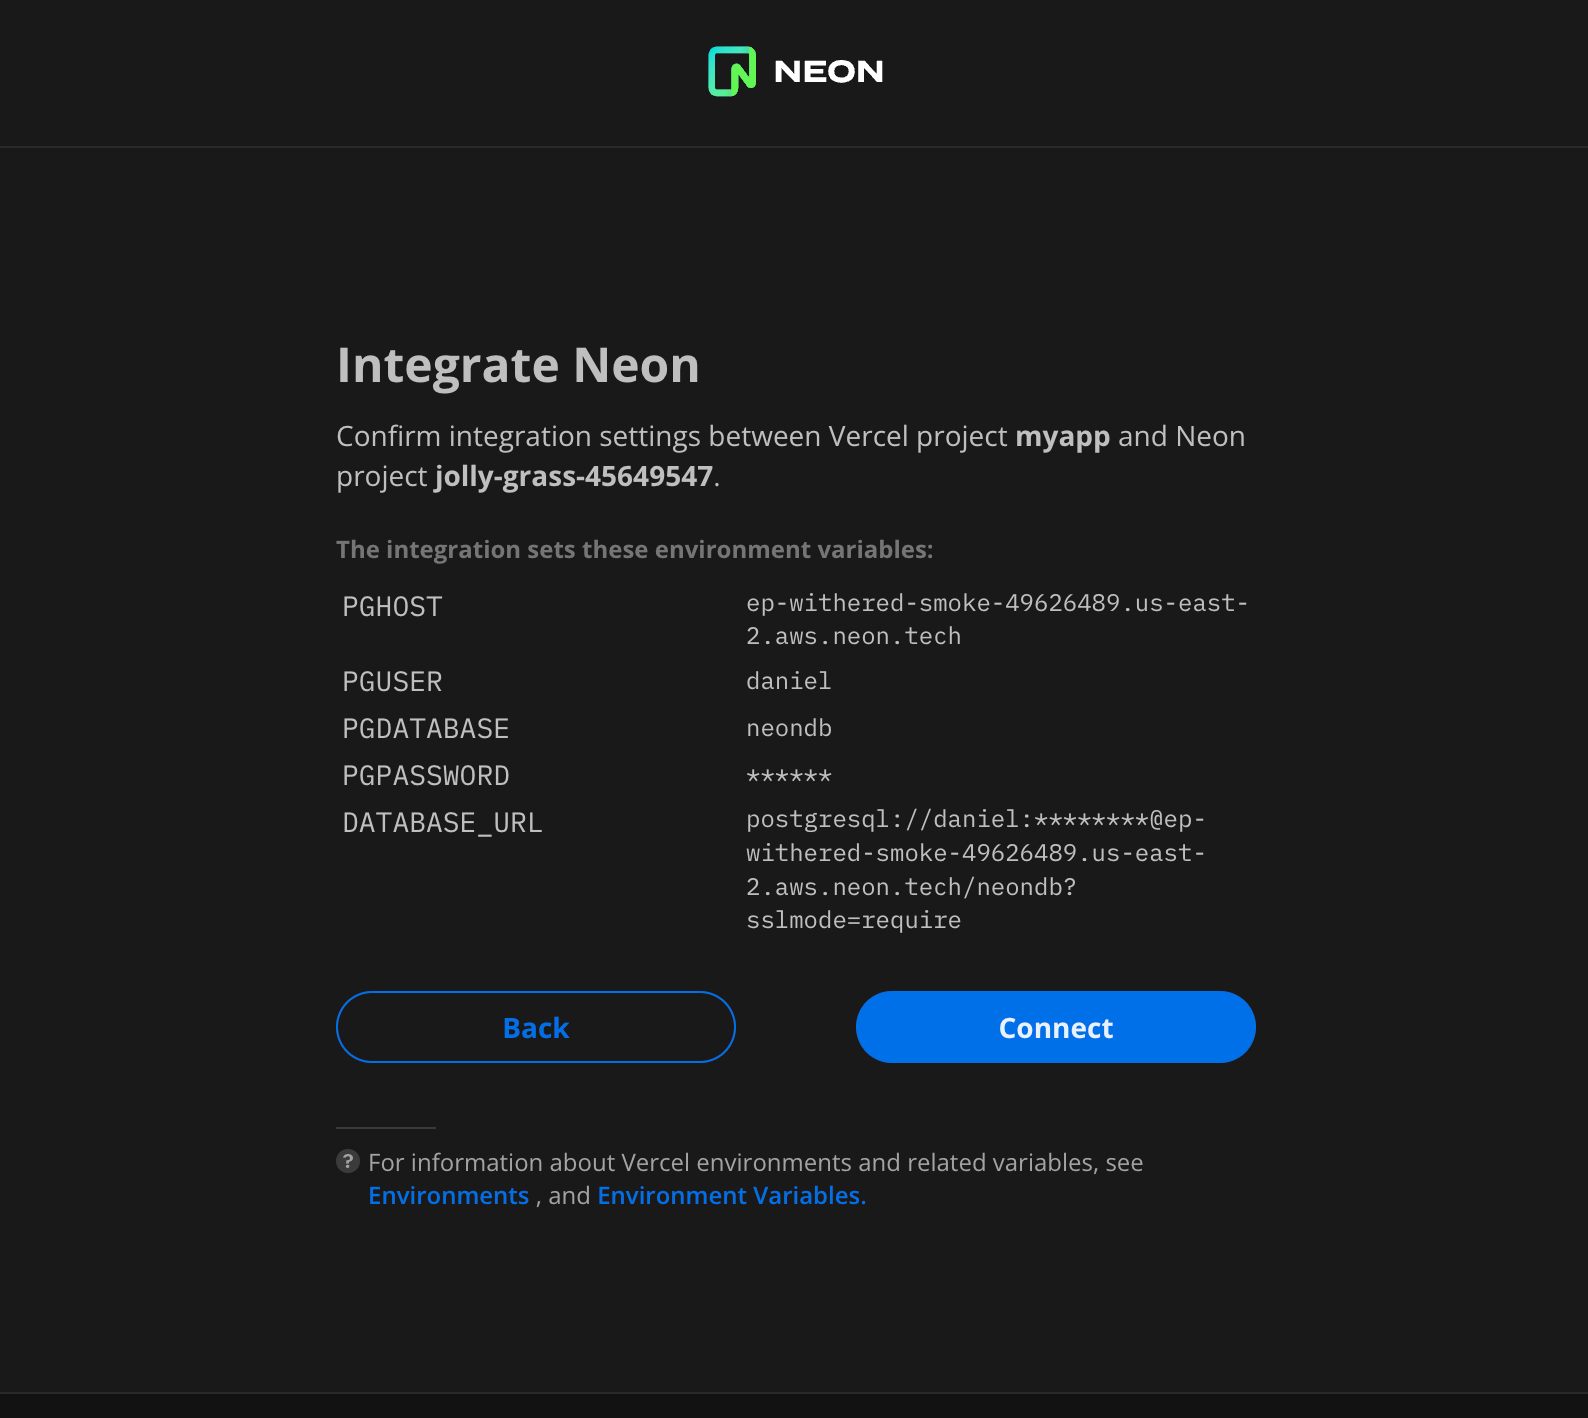 NEON
Integrate Neon
Confirm integration settings between Vercel project myapp and Neon
project jolly-grass-45649547.
The integration sets these environment variables:
PGHOST
ep-withered-smoke-49626489.us-east-
2.aws.neon.tech
PGUSER
daniel
PGDATABASE
neondb
PGPASSWORD
******
DATABASE_URL
postgresql://daniel:********@ep-
withered-smoke-49626489.us-east-
2.aws.neon.tech/neondb?
sslmode=require
Back
Connect
? For information about Vercel environments and related variables, see
Environments , and Environment Variables.